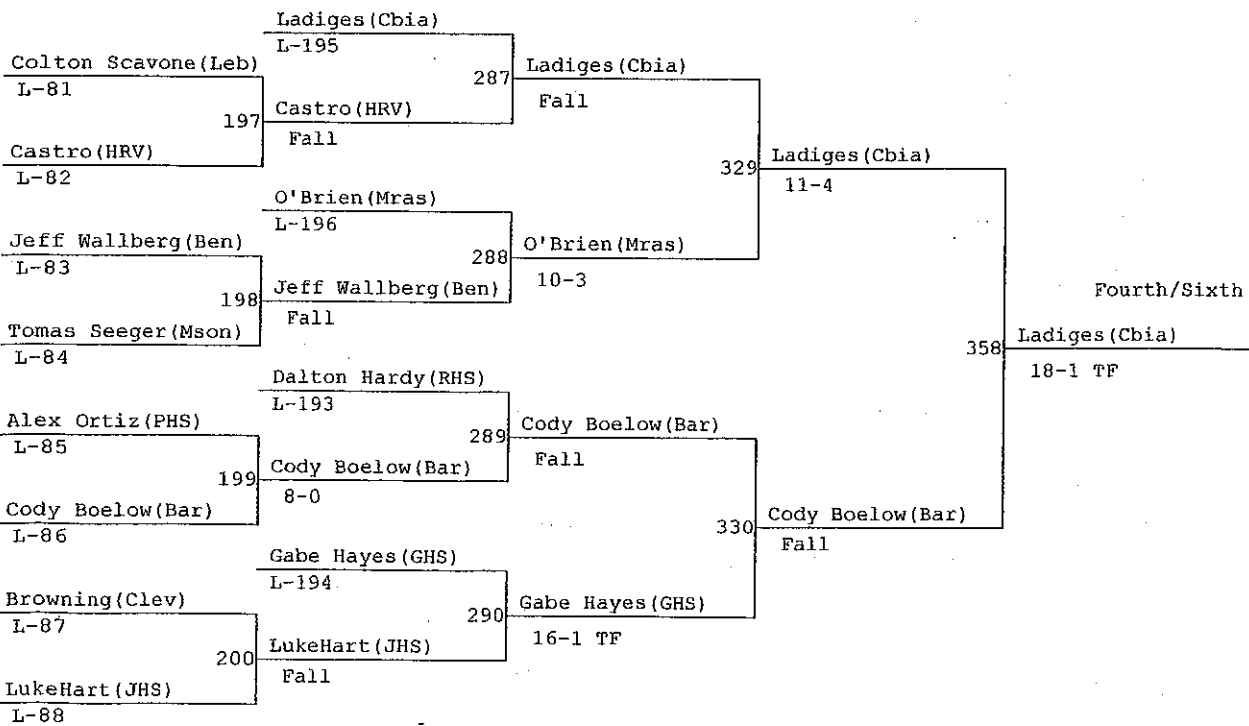 Ladiges(Cbia)
L-195
Colton Scavone(Leb)
L-81
287
Ladiges(Cbia)
Fall
197
Castro(HRV)
Fall
Castro(HRV)
L-82
329
Ladiges(Cbia)
11-4
O'Brien(Mras)
L-196
Jeff Wallberg(Ben)
L-83
288
O'Brien(Mras)
10-3
198
Jeff Wallberg(Ben)
Fall
Fourth/Sixth
Tomas Seeger(Mson)
L-84
358
Ladiges(Cbia)
18-1 TF
Dalton Hardy(RHS)
L-193
Alex Ortiz(PHS)
L-85
289
Cody Boelow(Bar)
Fall
199
Cody Boelow(Bar)
8-0
Cody Boelow(Bar)
L-86
330
Cody Boelow(Bar)
Fall
Gabe Hayes(GHS)
L-194
Browning(Clev)
L-87
290
Gabe Hayes(GHS)
16-1 TF
200
LukeHart(JHS)
Fall
LukeHart(JHS)
L-88